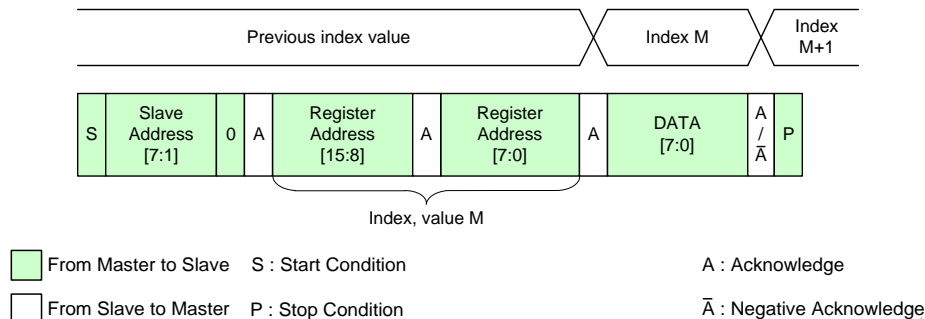 Previous index value
Index M
Index
M+1
S
Slave
Address
[7:1]
0
A
Register
Address
[15:8]
A
Register
Address
[7:0]
A
DATA
[7:0]
A
/
A̅
P
Index, value M
From Master to Slave
S : Start Condition
A : Acknowledge
From Slave to Master
P : Stop Condition
A̅ : Negative Acknowledge